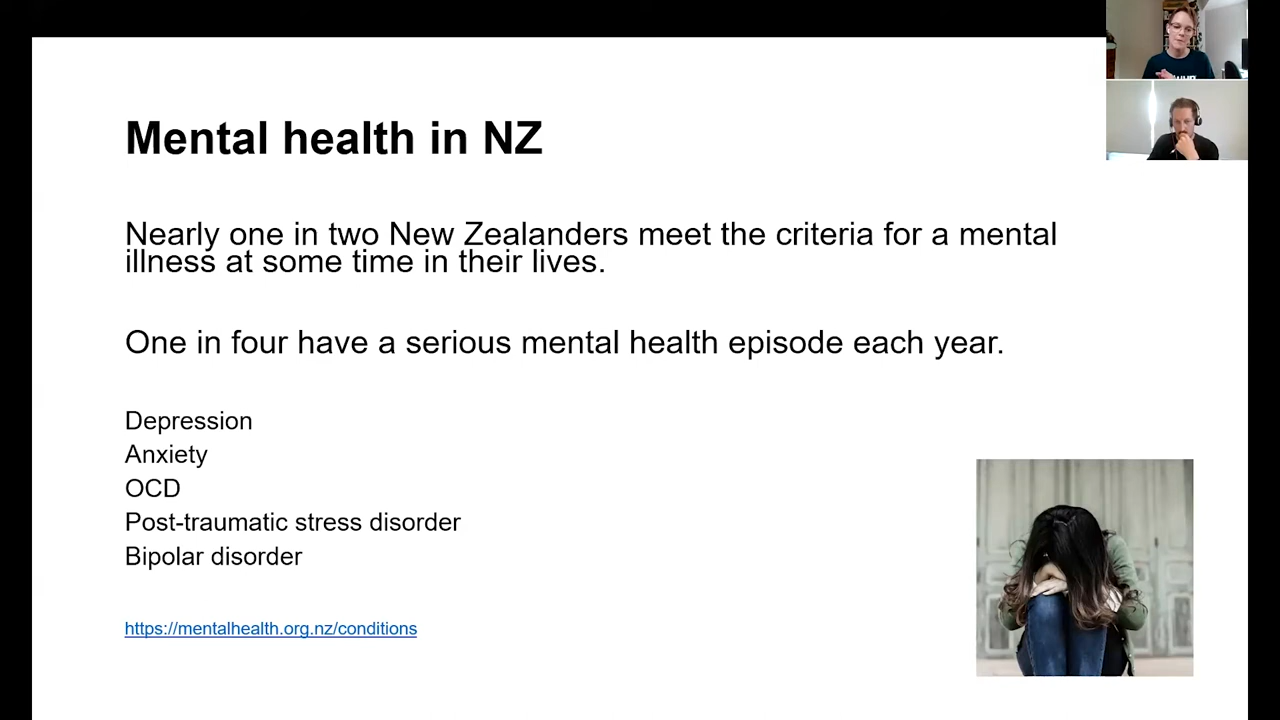 Mental health in NZ
Nearly one in two New Zealanders meet the criteria for a mental
illness at some time in their lives.
One in four have a serious mental health episode each year.
Depression
Anxiety
OCD
Post-traumatic stress disorder
Bipolar disorder
https://mentalhealth.org.nz/conditions